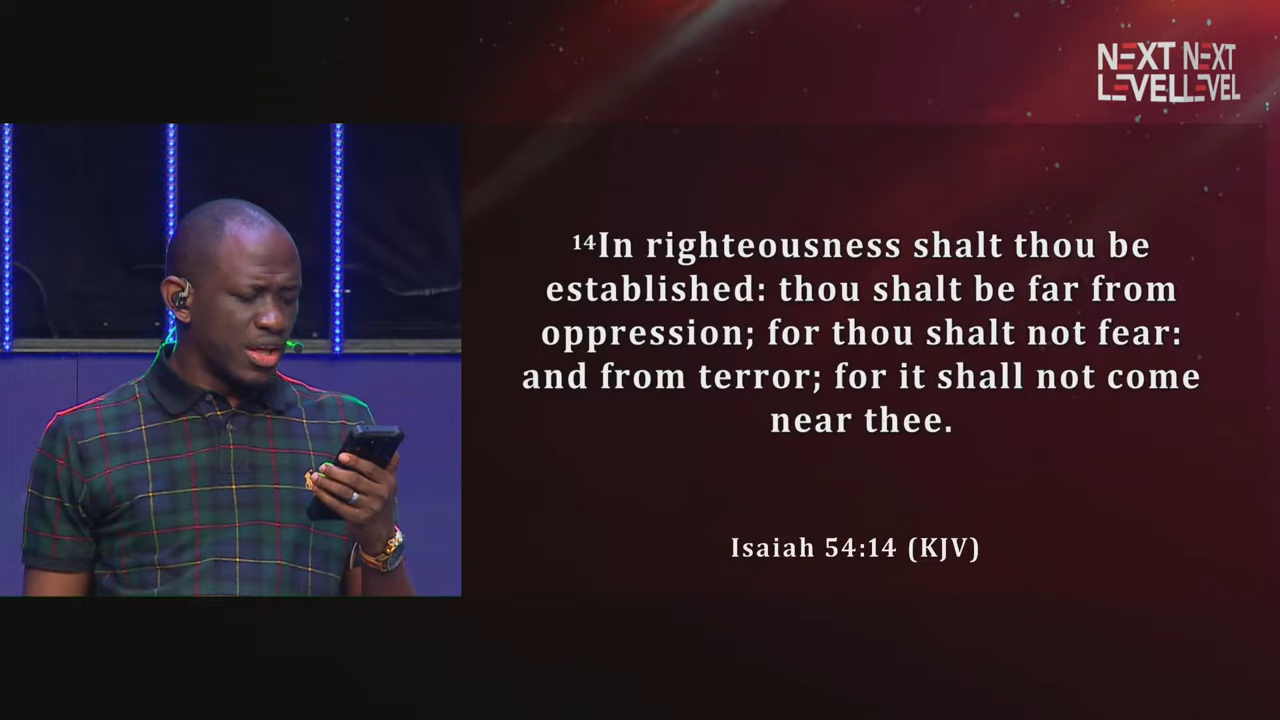 NEXT NEXT
LEVEL LEVEL
¹⁴In righteousness shalt thou be
established: thou shalt be far from
oppression; for thou shalt not fear:
and from terror; for it shall not come
near thee.
Isaiah 54:14 (KJV)